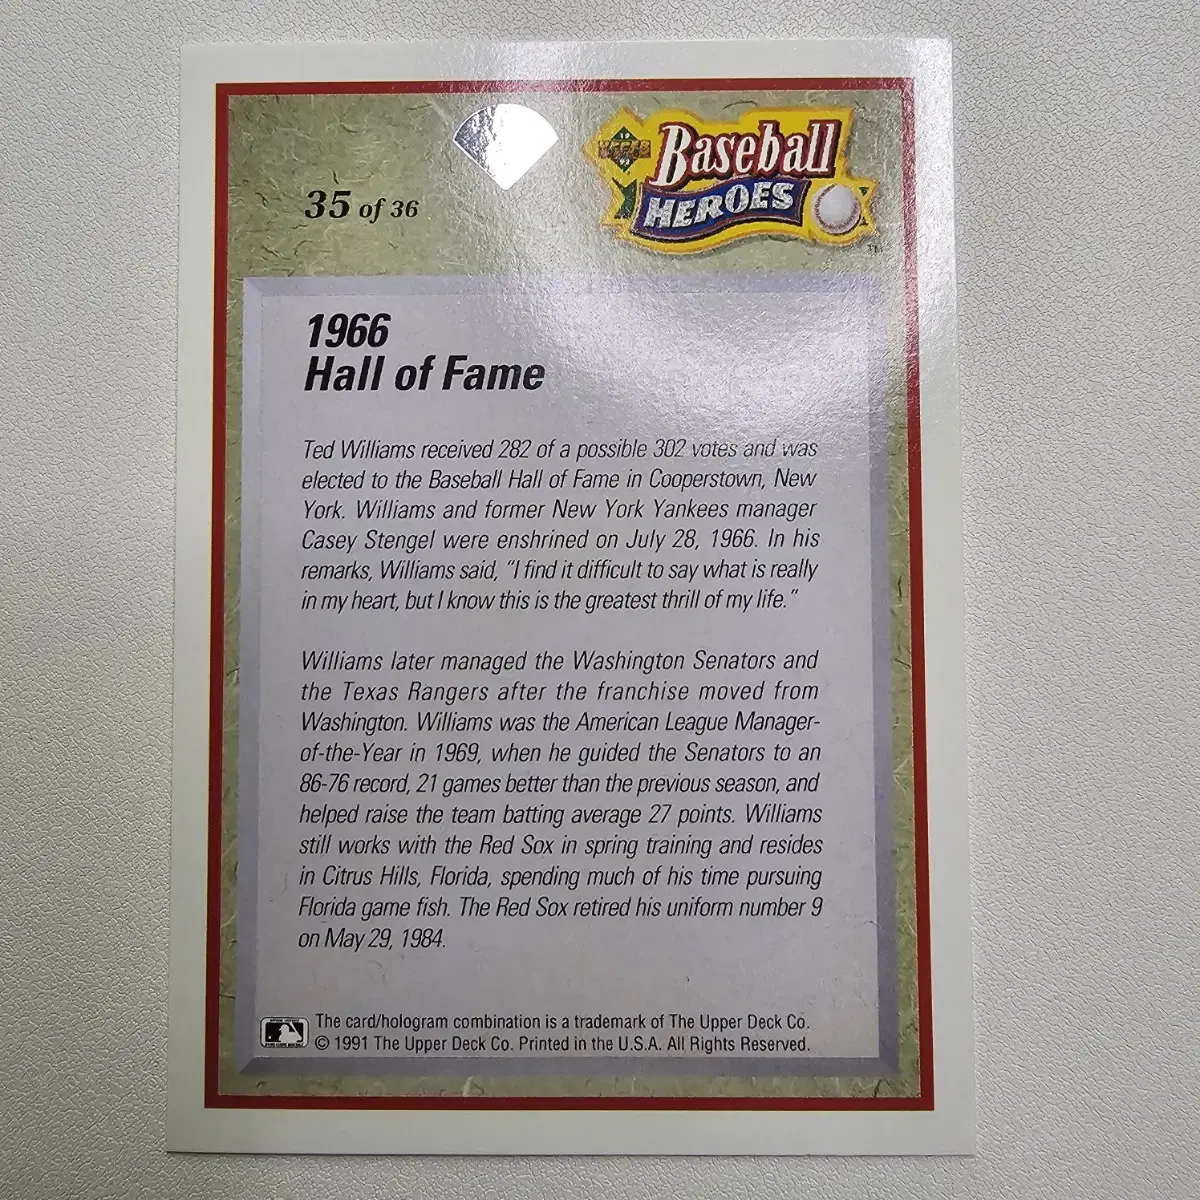 35 of 36
19 92
Baseball
HEROES
TM
1966
Hall of Fame
Ted Williams received 282 of a possible 302 votes and was
elected to the Baseball Hall of Fame in Cooperstown, New
York. Williams and former New York Yankees manager
Casey Stengel were enshrined on July 28, 1966. In his
remarks, Williams said, "I find it difficult to say what is really
in my heart, but I know this is the greatest thrill of my life."
Williams later managed the Washington Senators and
the Texas Rangers after the franchise moved from
Washington. Williams was the American League Manager-
of-the-Year in 1969, when he guided the Senators to an
86-76 record, 21 games better than the previous season, and
helped raise the team batting average 27 points. Williams
still works with the Red Sox in spring training and resides
in Citrus Hills, Florida, spending much of his time pursuing
Florida game fish. The Red Sox retired his uniform number 9
on May 29, 1984.
The card/hologram combination is a trademark of The Upper Deck Co.
© 1991 The Upper Deck Co. Printed in the U.S.A. All Rights Reserved.